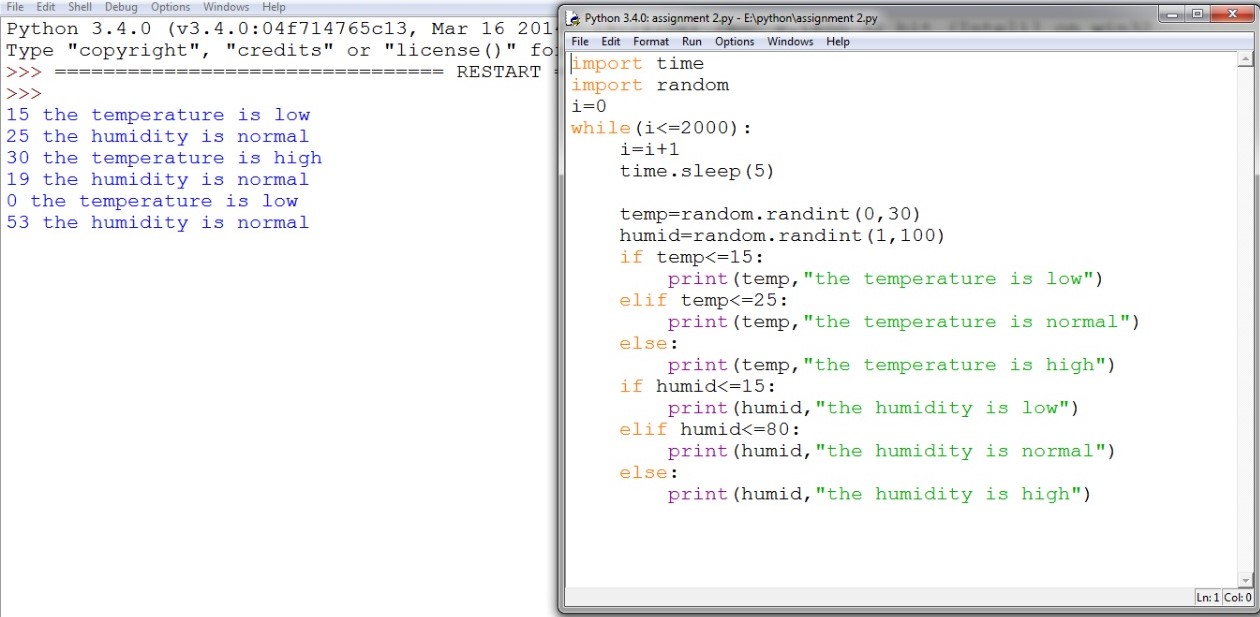 File Edit Shell Debug Options Windows Help
Python 3.4.0 (v3.4.0:04f714765c13, Mar 16 201
Type "copyright", "credits" or "license()" fo
>>> ================================ RESTART =
>>>
15 the temperature is low
25 the humidity is normal
30 the temperature is high
19 the humidity is normal
0 the temperature is low
53 the humidity is normal
Python 3.4.0: assignment 2.py - E:\python\assignment 2.py
File Edit Format Run Options Windows Help
import time
import random
i=0
while(i<=2000):
    i=i+1
    time.sleep(5)

    temp=random.randint(0,30)
    humid=random.randint(1,100)
    if temp<=15:
        print(temp,"the temperature is low")
    elif temp<=25:
        print(temp,"the temperature is normal")
    else:
        print(temp,"the temperature is high")
    if humid<=15:
        print(humid,"the humidity is low")
    elif humid<=80:
        print(humid,"the humidity is normal")
    else:
        print(humid,"the humidity is high")
Ln: 1 Col: 0